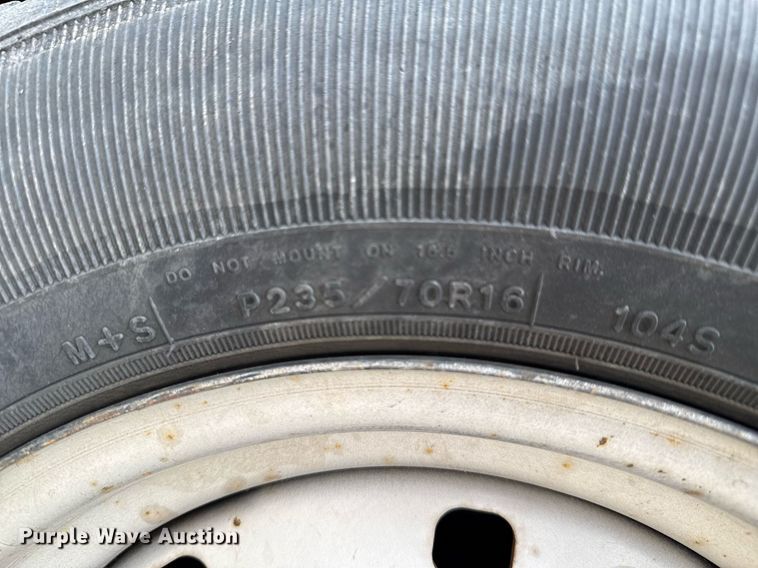 DO NOT MOUNT ON 16.5 INCH RIM.
M+S P235/70R16 104S
Purple Wave Auction